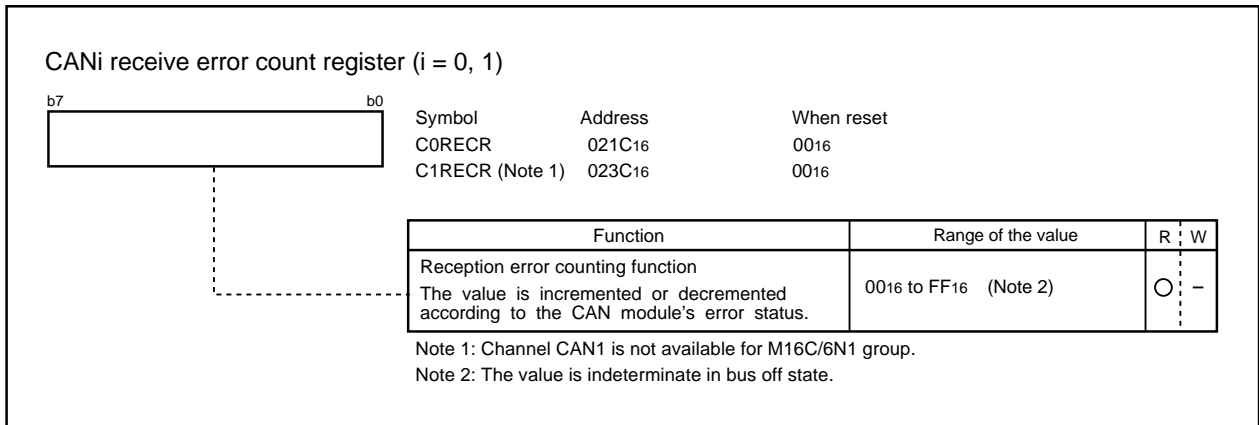 CANi receive error count register (i = 0, 1)
b7 b0
Symbol Address When reset
C0RECR 021C16 0016
C1RECR (Note 1) 023C16 0016
Function Range of the value R W
Reception error counting function
The value is incremented or decremented
according to the CAN module's error status.
0016 to FF16 (Note 2) O –
Note 1: Channel CAN1 is not available for M16C/6N1 group.
Note 2: The value is indeterminate in bus off state.